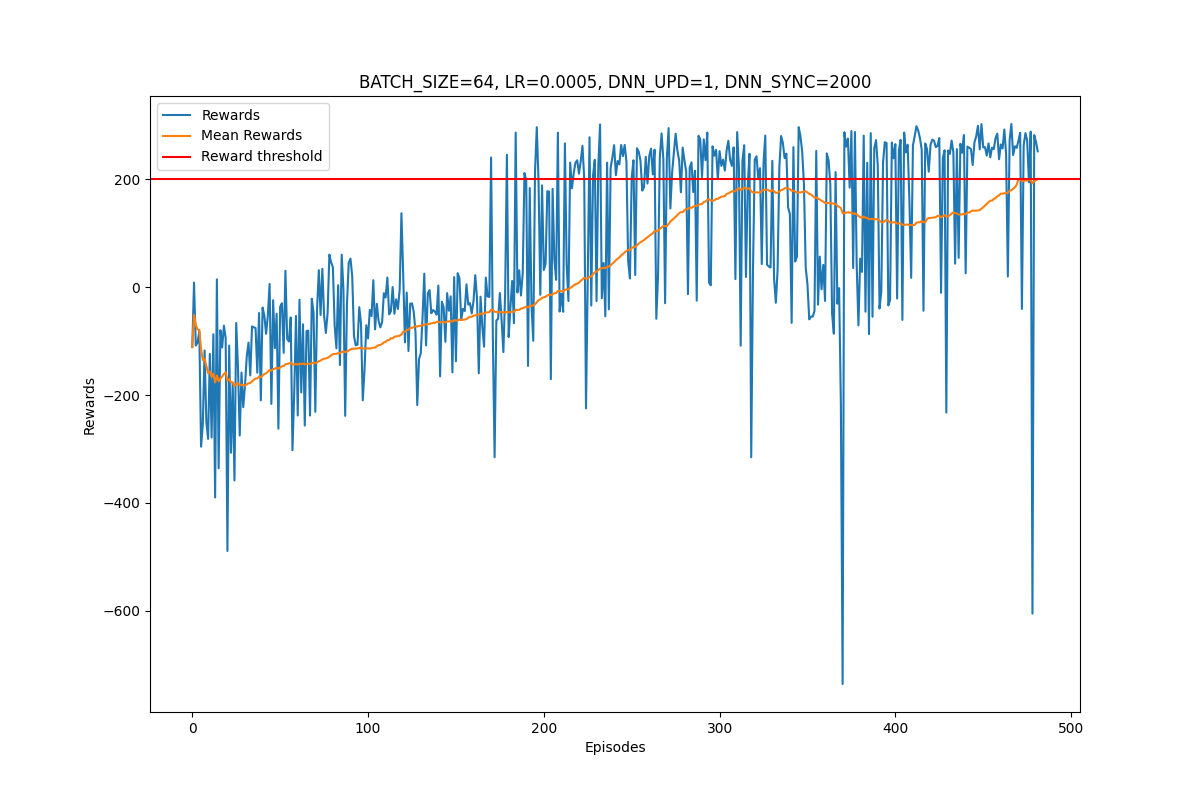 BATCH_SIZE=64, LR=0.0005, DNN_UPD=1, DNN_SYNC=2000
Rewards
Mean Rewards
Reward threshold
200
0
−200
−400
−600
Rewards
0
100
200
300
400
500
Episodes